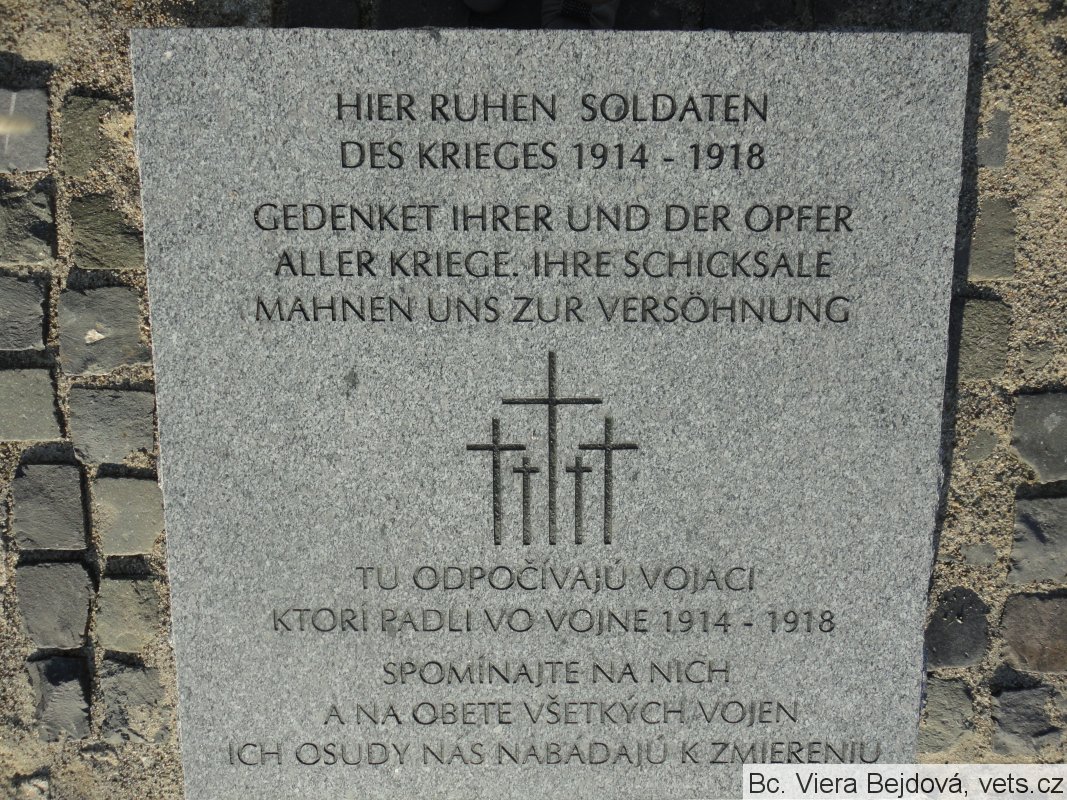 HIER RUHEN SOLDATEN
DES KRIEGES 1914 - 1918
GEDENKET IHRER UND DER OPFER
ALLER KRIEGE. IHRE SCHICKSALE
MAHNEN UNS ZUR VERSÖHNUNG
TU ODPOČÍVAJÚ VOJACI
KTORÍ PADLI VO VOJNE 1914 - 1918
SPOMÍNAJTE NA NICH
A NA OBETE VŠETKÝCH VOJEN
ICH OSUDY NÁS NABÁDAJÚ K ZMIERENIU
Bc. Viera Bejdová, vets.cz